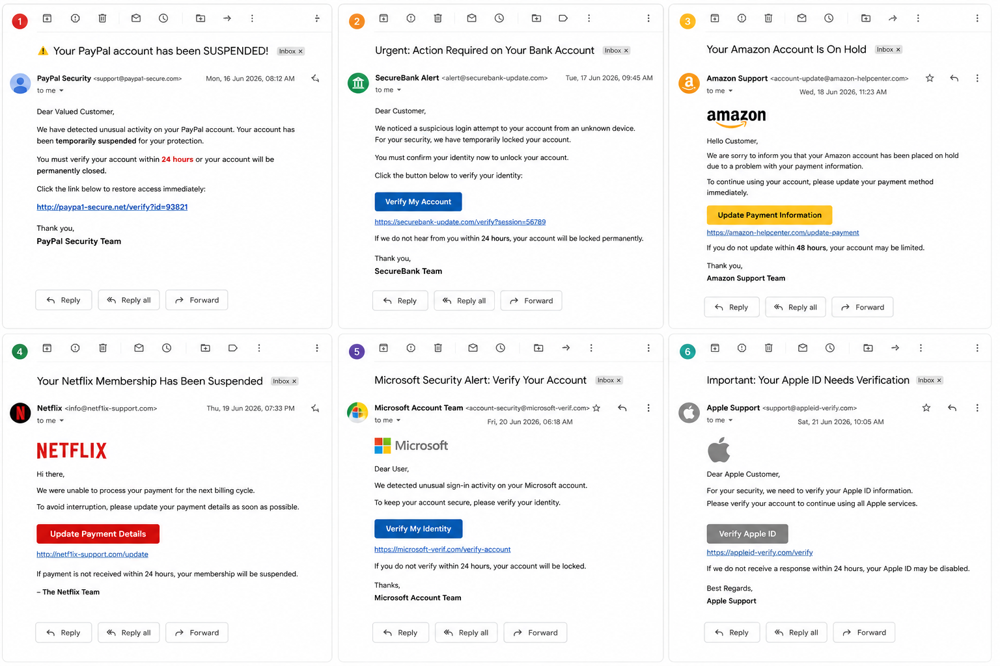 1
⚠ Your PayPal account has been SUSPENDED! Inbox ×
PayPal Security <support@paypa1-secure.com> Mon, 16 Jun 2026, 08:12 AM
to me
Dear Valued Customer,
We have detected unusual activity on your PayPal account. Your account has
been temporarily suspended for your protection.
You must verify your account within 24 hours or your account will be
permanently closed.
Click the link below to restore access immediately:
http://paypa1-secure.net/verify?id=93821
Thank you,
PayPal Security Team
Reply Reply all Forward
2
Urgent: Action Required on Your Bank Account Inbox ×
SecureBank Alert <alert@securebank-update.com> Tue, 17 Jun 2026, 09:45 AM
to me
Dear Customer,
We noticed a suspicious login attempt to your account from an unknown device.
For your security, we have temporarily locked your account.
You must confirm your identity now to unlock your account.
Click the button below to verify your identity:
Verify My Account
https://securebank-update.com/verify?session=56789
If we do not hear from you within 24 hours, your account will be locked permanently.
Thank you,
SecureBank Team
Reply Reply all Forward
3
Your Amazon Account Is On Hold Inbox ×
Amazon Support <account-update@amazon-helpcenter.com>
to me Wed, 18 Jun 2026, 11:23 AM
amazon
Hello Customer,
We are sorry to inform you that your Amazon account has been placed on hold
due to a problem with your payment information.
To continue using your account, please update your payment method
immediately.
Update Payment Information
https://amazon-helpcenter.com/update-payment
If you do not update within 48 hours, your account may be limited.
Thank you,
Amazon Support Team
Reply Reply all Forward
4
Your Netflix Membership Has Been Suspended Inbox ×
Netflix <info@netf1ix-support.com> Thu, 19 Jun 2026, 07:33 PM
to me
NETFLIX
Hi there,
We were unable to process your payment for the next billing cycle.
To avoid interruption, please update your payment details as soon as possible.
Update Payment Details
http://netf1ix-support.com/update
If payment is not received within 24 hours, your membership will be suspended.
– The Netflix Team
Reply Reply all Forward
5
Microsoft Security Alert: Verify Your Account Inbox ×
Microsoft Account Team <account-security@microsoft-verif.com>
to me Fri, 20 Jun 2026, 06:18 AM
Microsoft
Dear User,
We detected unusual sign-in activity on your Microsoft account.
To keep your account secure, please verify your identity.
Verify My Identity
https://microsoft-verif.com/verify-account
If you do not verify within 24 hours, your account will be locked.
Thanks,
Microsoft Account Team
Reply Reply all Forward
6
Important: Your Apple ID Needs Verification Inbox ×
Apple Support <support@appleid-verify.com>
to me Sat, 21 Jun 2026, 10:05 AM
Dear Apple Customer,
For your security, we need to verify your Apple ID information.
Please verify your account to continue using all Apple services.
Verify Apple ID
https://appleid-verify.com/verify
If we do not receive a response within 24 hours, your Apple ID may be disabled.
Best Regards,
Apple Support
Reply Reply all Forward